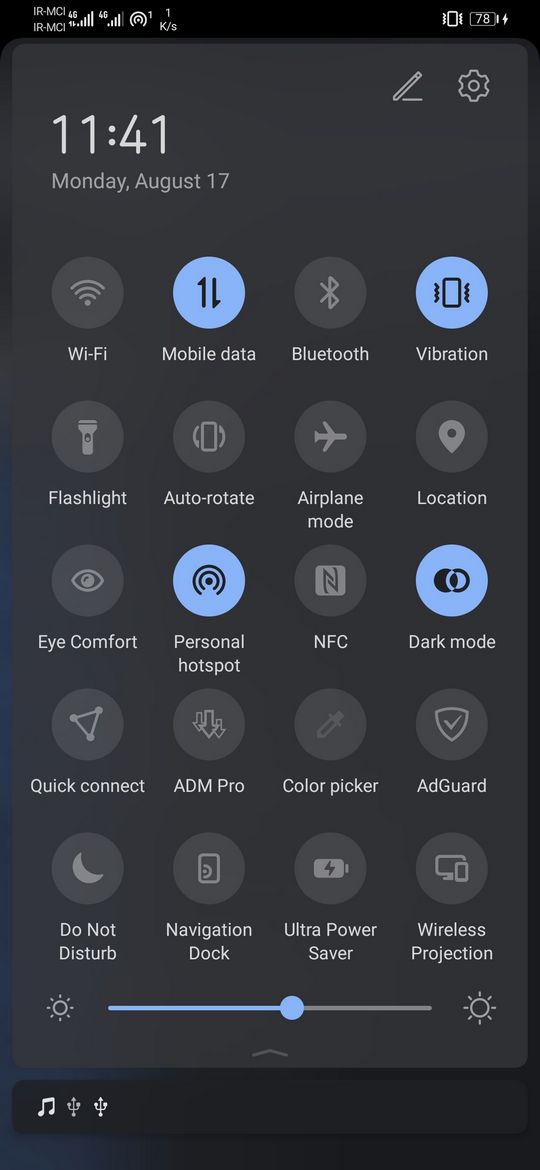 IR-MCI 4G 4G 1 1 78
IR-MCI K/s
11:41
Monday, August 17
Wi-Fi Mobile data Bluetooth Vibration
Flashlight Auto-rotate Airplane Location
mode
Eye Comfort Personal NFC Dark mode
hotspot
Quick connect ADM Pro Color picker AdGuard
Do Not Navigation Ultra Power Wireless
Disturb Dock Saver Projection